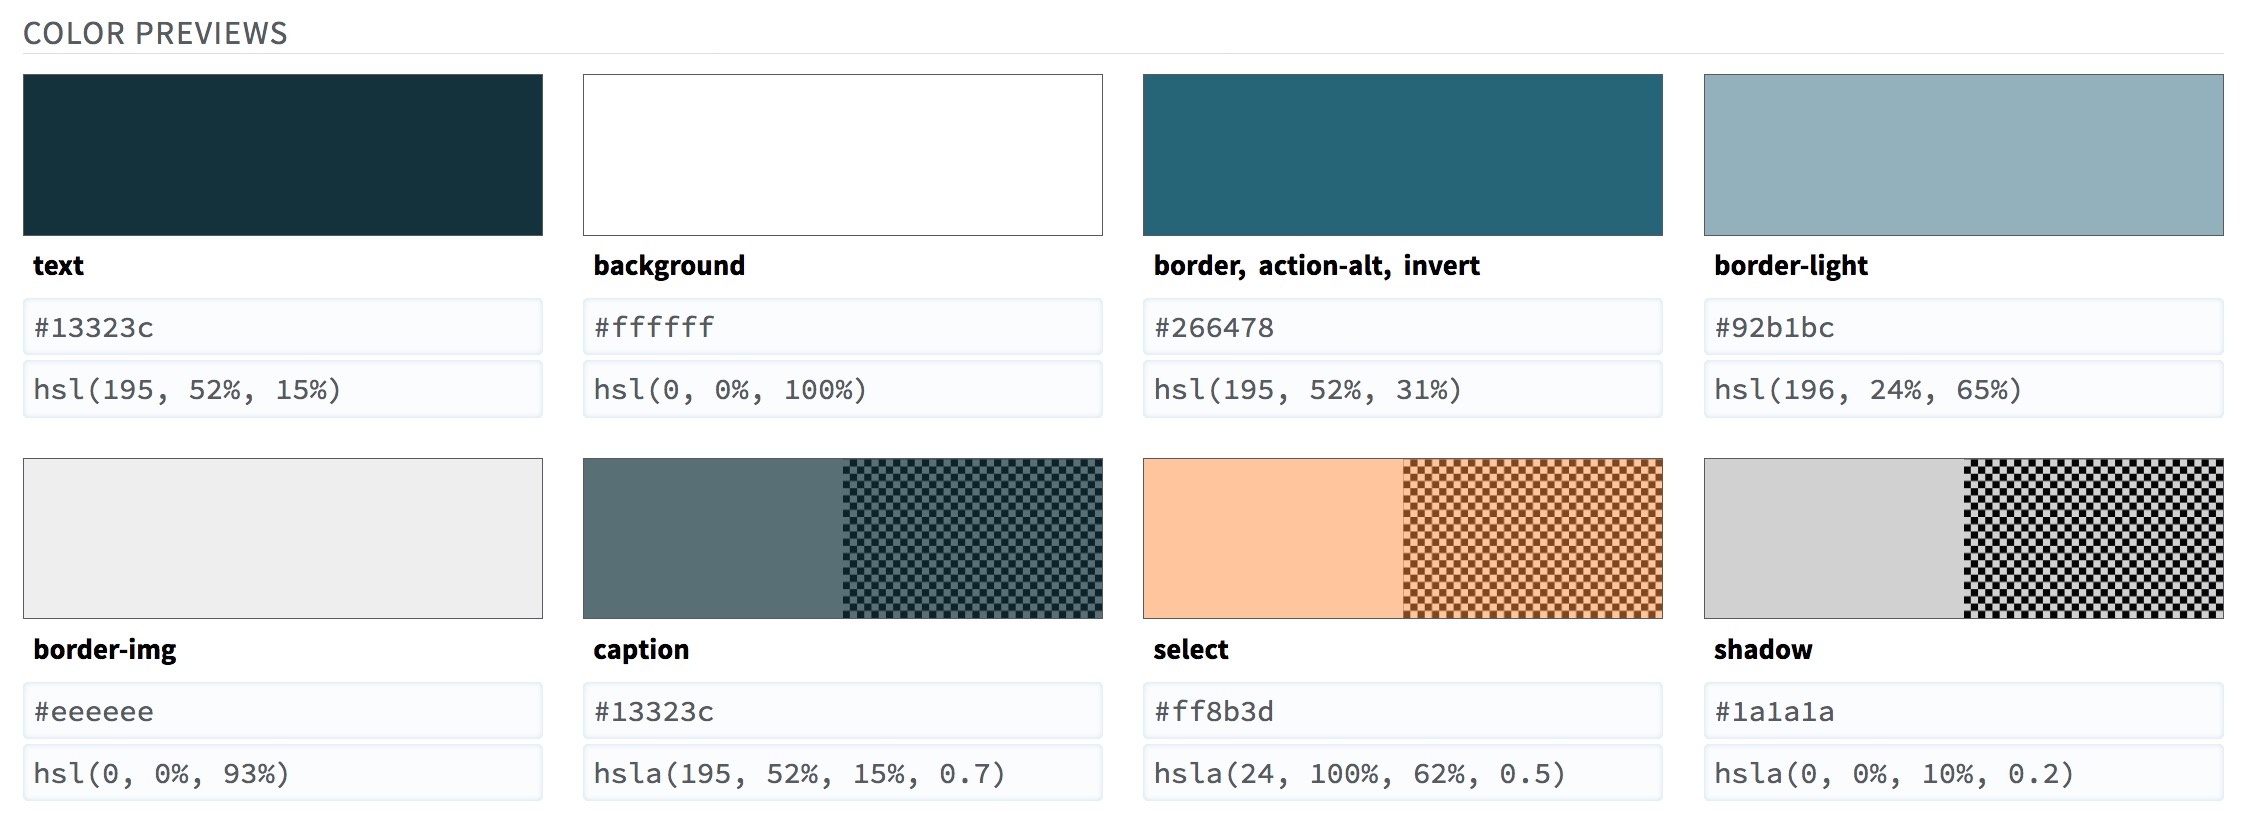 COLOR PREVIEWS
text
#13323c
hsl(195, 52%, 15%)
background
#ffffff
hsl(0, 0%, 100%)
border, action-alt, invert
#266478
hsl(195, 52%, 31%)
border-light
#92b1bc
hsl(196, 24%, 65%)
border-img
#eeeeee
hsl(0, 0%, 93%)
caption
#13323c
hsla(195, 52%, 15%, 0.7)
select
#ff8b3d
hsla(24, 100%, 62%, 0.5)
shadow
#1a1a1a
hsla(0, 0%, 10%, 0.2)